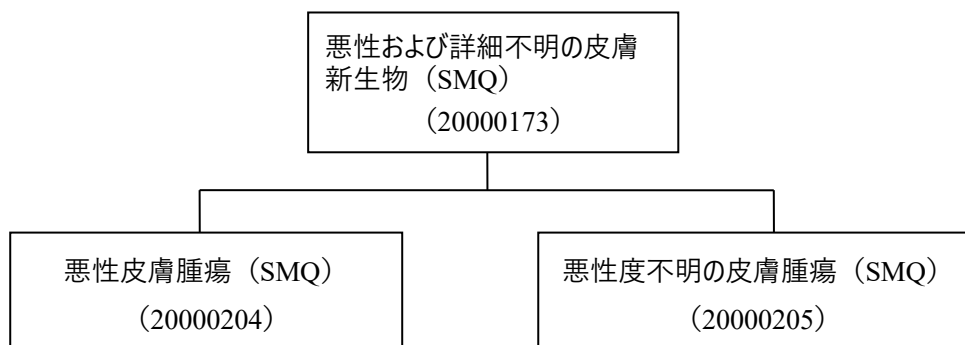 悪性および詳細不明の皮膚
新生物（SMQ）
（20000173）
悪性皮膚腫瘍（SMQ）
（20000204）
悪性度不明の皮膚腫瘍（SMQ）
（20000205）